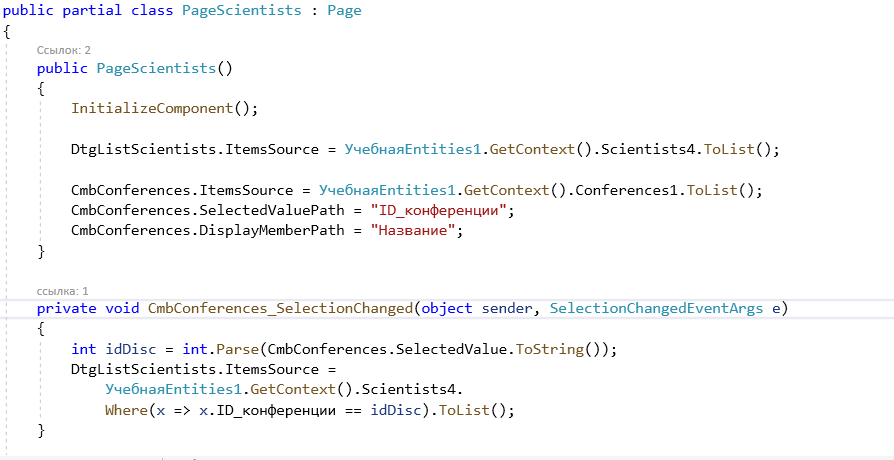 public partial class PageScientists : Page
{
Ссылок: 2
public PageScientists()
{
InitializeComponent();
DtgListScientists.ItemsSource = УчебнаяEntities1.GetContext().Scientists4.ToList();
CmbConferences.ItemsSource = УчебнаяEntities1.GetContext().Conferences1.ToList();
CmbConferences.SelectedValuePath = "ID_конференции";
CmbConferences.DisplayMemberPath = "Название";
}
ссылка: 1
private void CmbConferences_SelectionChanged(object sender, SelectionChangedEventArgs e)
{
int idDisc = int.Parse(CmbConferences.SelectedValue.ToString());
DtgListScientists.ItemsSource =
УчебнаяEntities1.GetContext().Scientists4.
Where(x => x.ID_конференции == idDisc).ToList();
}